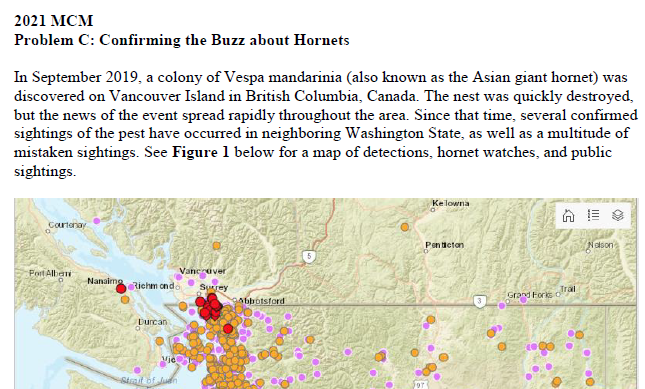 2021 MCM
Problem C: Confirming the Buzz about Hornets
In September 2019, a colony of Vespa mandarinia (also known as the Asian giant hornet) was
discovered on Vancouver Island in British Columbia, Canada. The nest was quickly destroyed,
but the news of the event spread rapidly throughout the area. Since that time, several confirmed
sightings of the pest have occurred in neighboring Washington State, as well as a multitude of
mistaken sightings. See Figure 1 below for a map of detections, hornet watches, and public
sightings.
Kelowna
Courtenay
Penticton
Nelson
5
Port Alberni
Vancouver
Nanaimo
Richmond
Surrey
Trail
Grand Forks
3
Abbotsford
Duncan
Vic
Strait of Juan
97